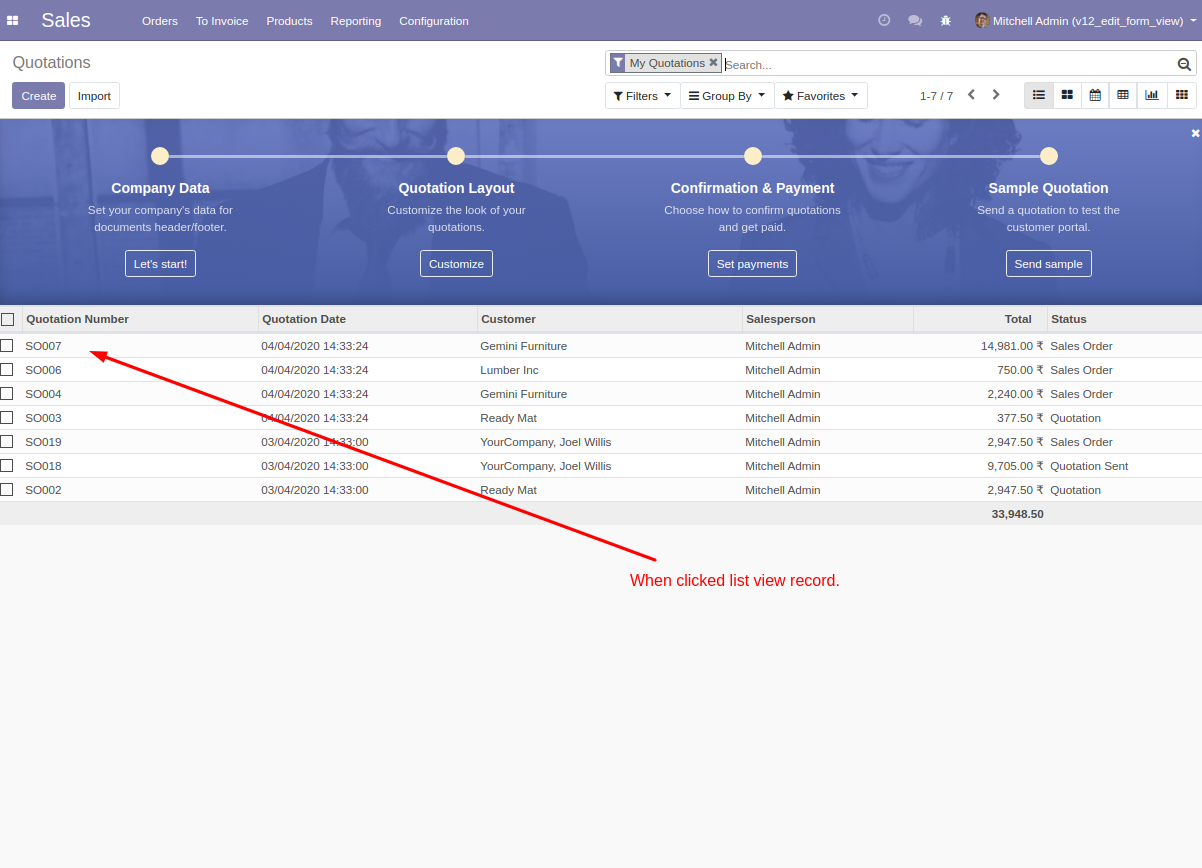 Sales Orders To Invoice Products Reporting Configuration Mitchell Admin (v12_edit_form_view)
Quotations
My Quotations Search...
Create Import
Filters Group By Favorites 1-7 / 7
Company Data Quotation Layout Confirmation & Payment Sample Quotation
Set your company's data for Customize the look of your Choose how to confirm quotations Send a quotation to test the
documents header/footer. quotations. and get paid. customer portal.
Let's start! Customize Set payments Send sample
Quotation Number Quotation Date Customer Salesperson Total Status
SO007 04/04/2020 14:33:24 Gemini Furniture Mitchell Admin 14,981.00 ₹ Sales Order
SO006 04/04/2020 14:33:24 Lumber Inc Mitchell Admin 750.00 ₹ Sales Order
SO004 04/04/2020 14:33:24 Gemini Furniture Mitchell Admin 2,240.00 ₹ Sales Order
SO003 04/04/2020 14:33:24 Ready Mat Mitchell Admin 377.50 ₹ Quotation
SO019 03/04/2020 14:33:00 YourCompany, Joel Willis Mitchell Admin 2,947.50 ₹ Sales Order
SO018 03/04/2020 14:33:00 YourCompany, Joel Willis Mitchell Admin 9,705.00 ₹ Quotation Sent
SO002 03/04/2020 14:33:00 Ready Mat Mitchell Admin 2,947.50 ₹ Quotation
33,948.50
When clicked list view record.